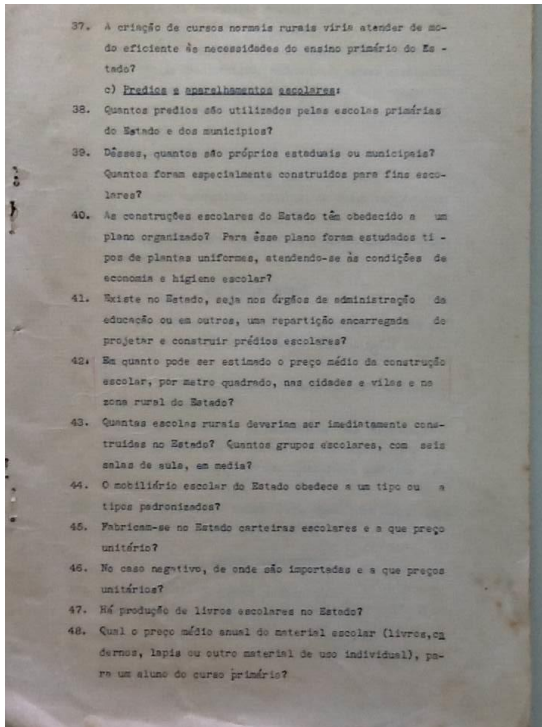 37. A criação de cursos normais rurais viria atender de mo-
do eficiente às necessidades do ensino primário do Es -
tado?
c) Predios e aparelhamentos escolares:
38. Quantos predios são utilizados pelas escolas primárias
do Estado e dos municipios?
39. Dêsses, quantos são próprios estaduais ou municipais?
Quantos foram especialmente construidos para fins esco-
lares?
40. As construções escolares do Estado têm obedecido a um
plano organizado? Para êsse plano foram estudados ti -
pos de plantas uniformes, atendendo-se às condições de
economia e higiene escolar?
41. Existe no Estado, seja nos órgãos de administração da
educação ou em outros, uma repartição encarregada de
projetar e construir prédios escolares?
42. Em quanto pode ser estimado o preço médio da construção
escolar, por metro quadrado, nas cidades e vilas e na
zona rural do Estado?
43. Quantas escolas rurais deveriam ser imediatamente cons-
truidas no Estado? Quantos grupos escolares, com seis
salas de aula, em media?
44. O mobiliário escolar do Estado obedece a um tipo ou a
tipos padronizados?
45. Fabricam-se no Estado carteiras escolares e a que preço
unitário?
46. No caso negativo, de onde são importadas e a que preços
unitários?
47. Há produção de livros escolares no Estado?
48. Qual o preço médio anual do material escolar (livros,ca
dernos, lapis ou outro material de uso individual), pa-
ra um aluno do curso primário?